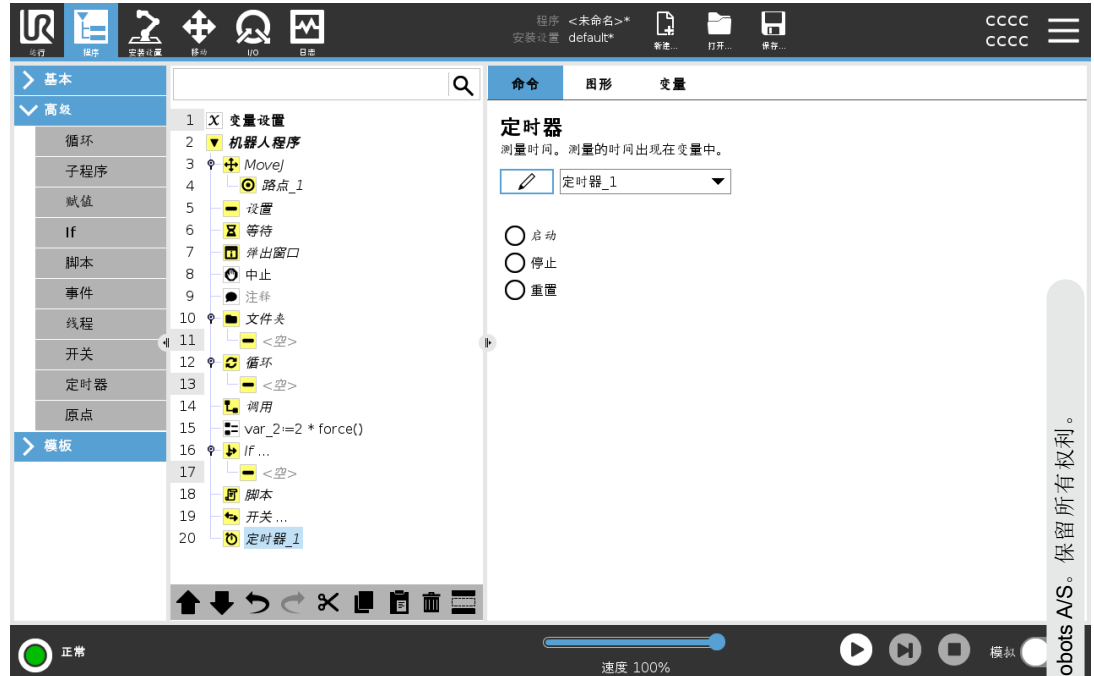 运行
程序
安装设置
移动
I/O
日志
程序 <未命名>*
安装设置 default*
新建...
打开...
保存...
CCCC
CCCC
基本
高级
循环
子程序
赋值
If
脚本
事件
线程
开关
定时器
原点
模板
1 X 变量设置
2 机器人程序
3 MoveJ
4 路点_1
5 设置
6 等待
7 弹出窗口
8 中止
9 注释
10 文件夹
11 <空>
12 循环
13 <空>
14 调用
15 var_2:=2 * force()
16 If ...
17 <空>
18 脚本
19 开关 ...
20 定时器_1
命令 图形 变量
定时器
测量时间。测量的时间出现在变量中。
定时器_1
启动
停止
重置
正常
速度 100%
模拟
obots A/S。保留所有权利。